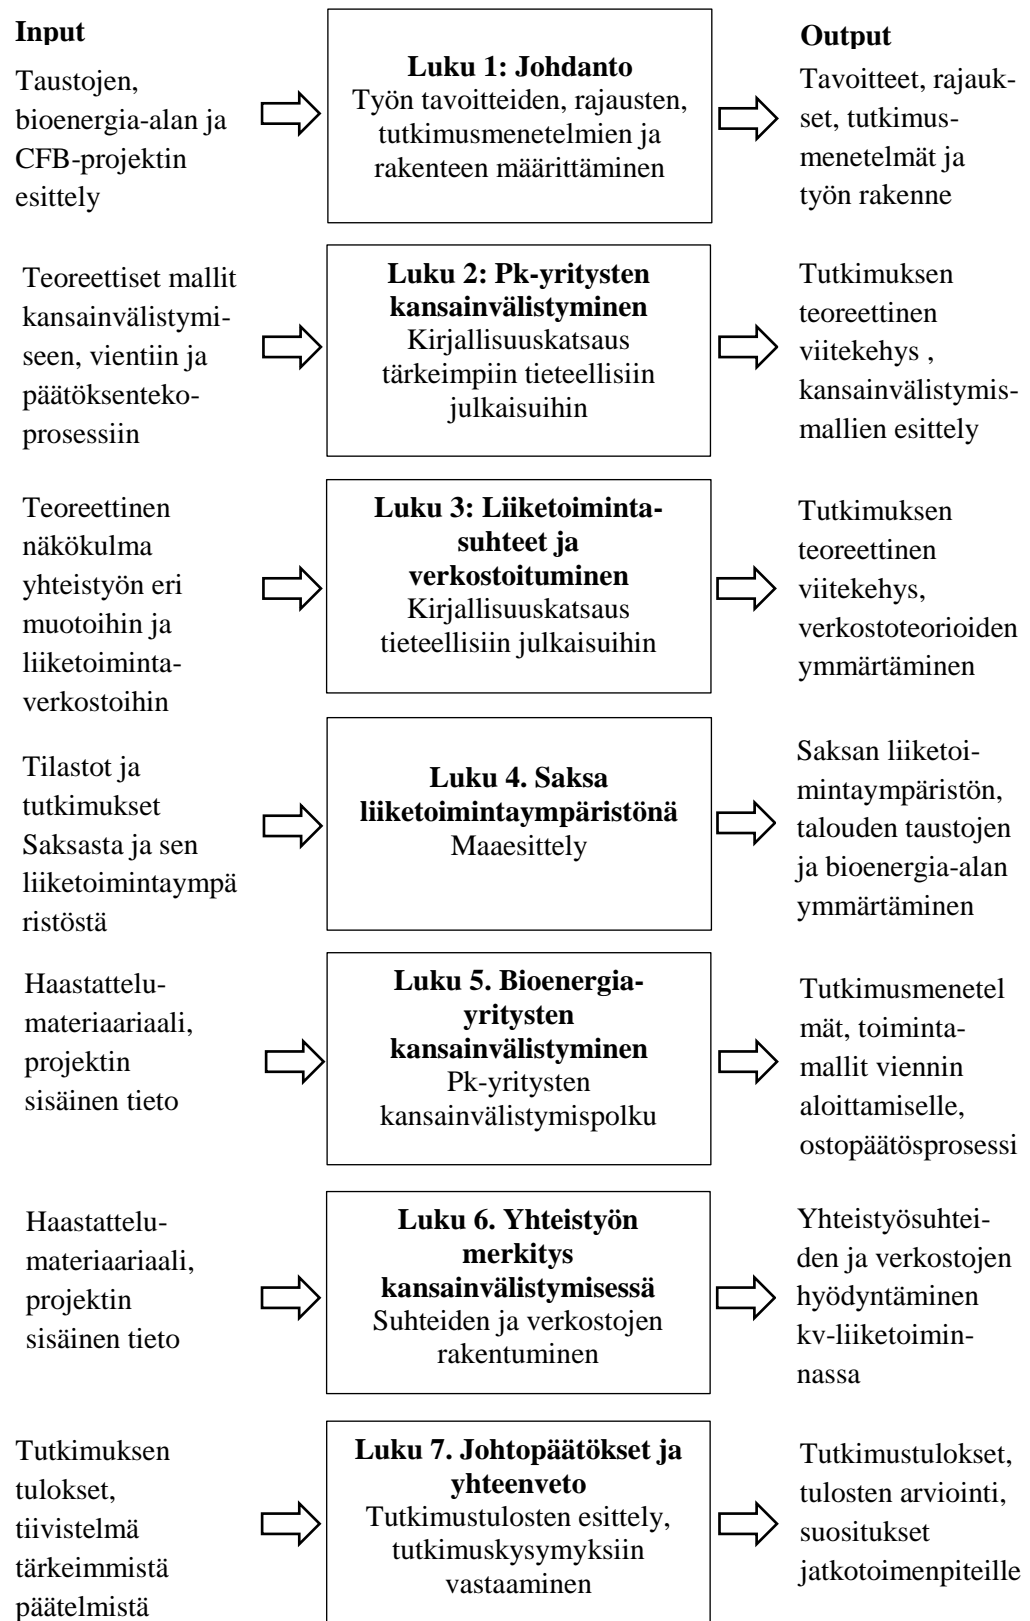 Input
Taustojen,
bioenergia-alan ja
CFB-projektin
esittely
Luku 1: Johdanto
Työn tavoitteiden, rajausten,
tutkimusmenetelmien ja
rakenteen määrittäminen
Output
Tavoitteet, rajauk-
set, tutkimus-
menetelmät ja
työn rakenne
Teoreettiset mallit
kansainvälistymi-
seen, vientiin ja
päätöksenteko-
prosessiin
Luku 2: Pk-yritysten
kansainvälistyminen
Kirjallisuuskatsaus
tärkeimpiin tieteellisiin
julkaisuihin
Tutkimuksen
teoreettinen
viitekehys ,
kansainvälistymis-
mallien esittely
Teoreettinen
näkökulma
yhteistyön eri
muotoihin ja
liiketoiminta-
verkostoihin
Luku 3: Liiketoiminta-
suhteet ja
verkostoituminen
Kirjallisuuskatsaus
tieteellisiin julkaisuihin
Tutkimuksen
teoreettinen
viitekehys,
verkostoteorioiden
ymmärtäminen
Tilastot ja
tutkimukset
Saksasta ja sen
liiketoimintaympä
ristöstä
Luku 4. Saksa
liiketoimintaympäristönä
Maaesittely
Saksan liiketoi-
mintaympäristön,
talouden taustojen
ja bioenergia-alan
ymmärtäminen
Haastattelu-
materiaariaali,
projektin
sisäinen tieto
Luku 5. Bioenergia-
yritysten
kansainvälistyminen
Pk-yritysten
kansainvälistymispolku
Tutkimusmenetel
mät, toiminta-
mallit viennin
aloittamiselle,
ostopäätösprosessi
Haastattelu-
materiaariaali,
projektin
sisäinen tieto
Luku 6. Yhteistyön
merkitys
kansainvälistymisessä
Suhteiden ja verkostojen
rakentuminen
Yhteistyösuhtei-
den ja verkostojen
hyödyntäminen
kv-liiketoimin-
nassa
Tutkimuksen
tulokset,
tiivistelmä
tärkeimmistä
päätelmistä
Luku 7. Johtopäätökset ja
yhteenveto
Tutkimustulosten esittely,
tutkimuskysymyksiin
vastaaminen
Tutkimustulokset,
tulosten arviointi,
suositukset
jatkotoimenpiteille